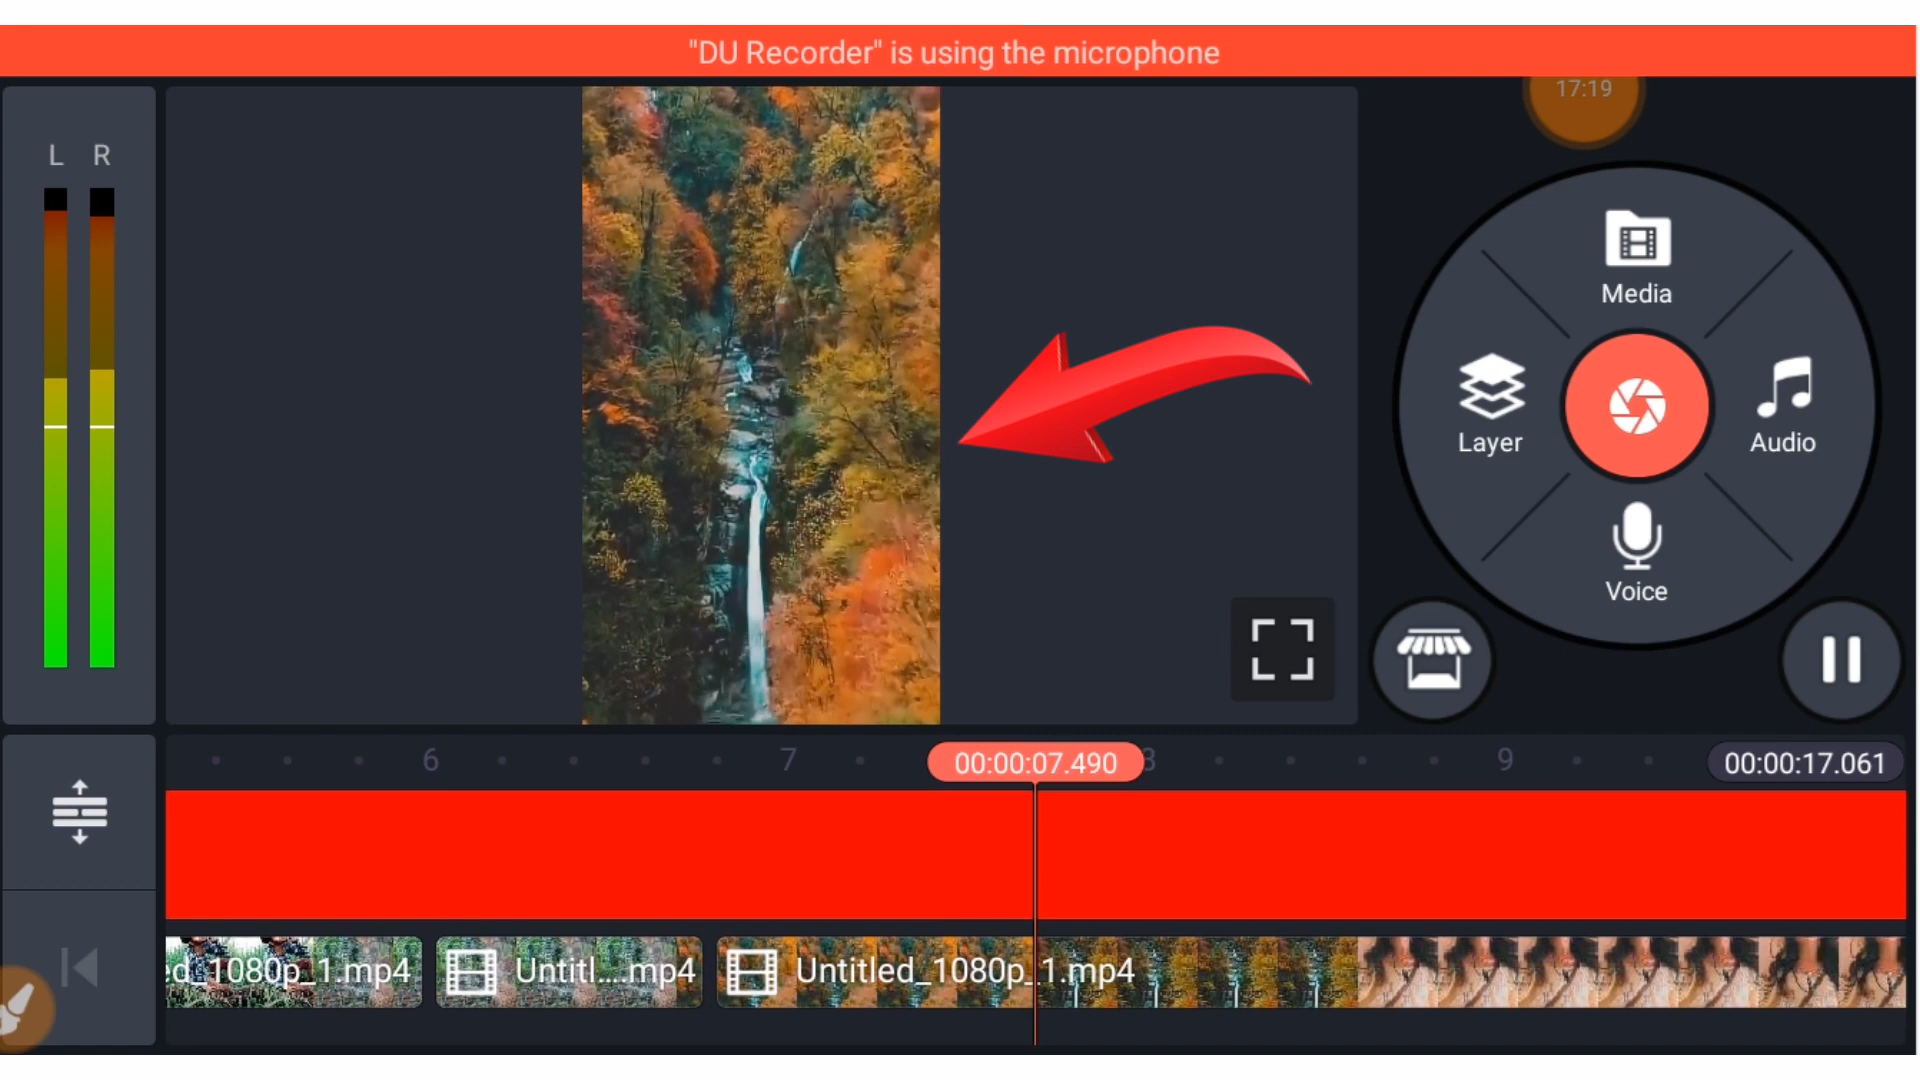 "DU Recorder" is using the microphone
17:19
L R
Media
Layer
Audio
Voice
6
7
00:00:07.490
9
00:00:17.061
ed_1080p_1.mp4
Untitl....mp4
Untitled_1080p_1.mp4